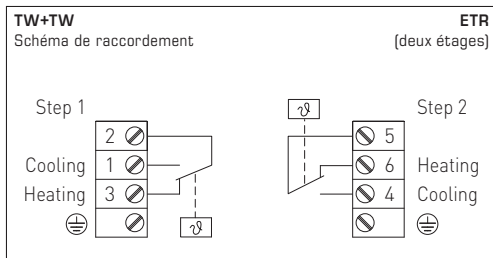 TW+TW ETR
Schéma de raccordement (deux étages)
Step 1 ϑ Step 2
2 5
Cooling 1 6 Heating
Heating 3 4 Cooling
ϑ